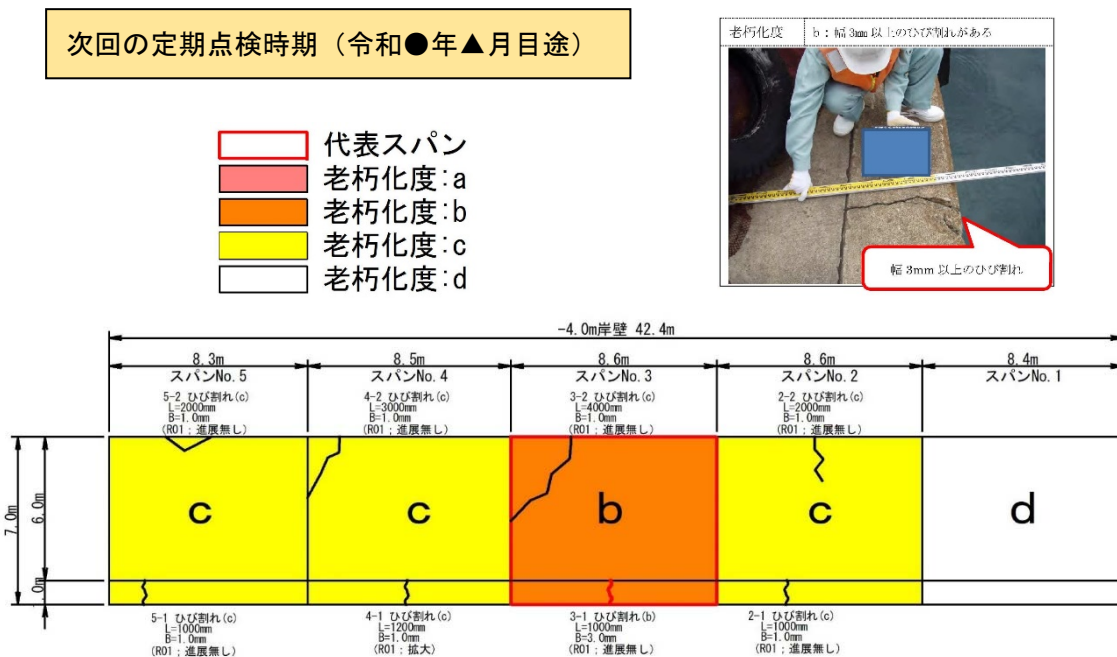 次回の定期点検時期（令和●年▲月目途）
老朽化度 b：幅3mm以上のひび割れがある
幅3mm以上のひび割れ
代表スパン
老朽化度:a
老朽化度:b
老朽化度:c
老朽化度:d
-4.0m岸壁 42.4m
8.3m 8.5m 8.6m 8.6m 8.4m
スパンNo.5 スパンNo.4 スパンNo.3 スパンNo.2 スパンNo.1
5-2 ひび割れ(c) 4-2 ひび割れ(c) 3-2 ひび割れ(c) 2-2 ひび割れ(c)
L=2000mm L=3000mm L=4000mm L=2000mm
B=1.0mm B=1.0mm B=1.0mm B=1.0mm
(R01；進展無し) (R01；進展無し) (R01；進展無し) (R01；進展無し)
7.0m 6.0m
c c b c d
5-1 ひび割れ(c) 4-1 ひび割れ(c) 3-1 ひび割れ(b) 2-1 ひび割れ(c)
L=1000mm L=1200mm L=1000mm L=1000mm
B=1.0mm B=1.0mm B=3.0mm B=1.0mm
(R01；進展無し) (R01；拡大) (R01；進展無し) (R01；進展無し)